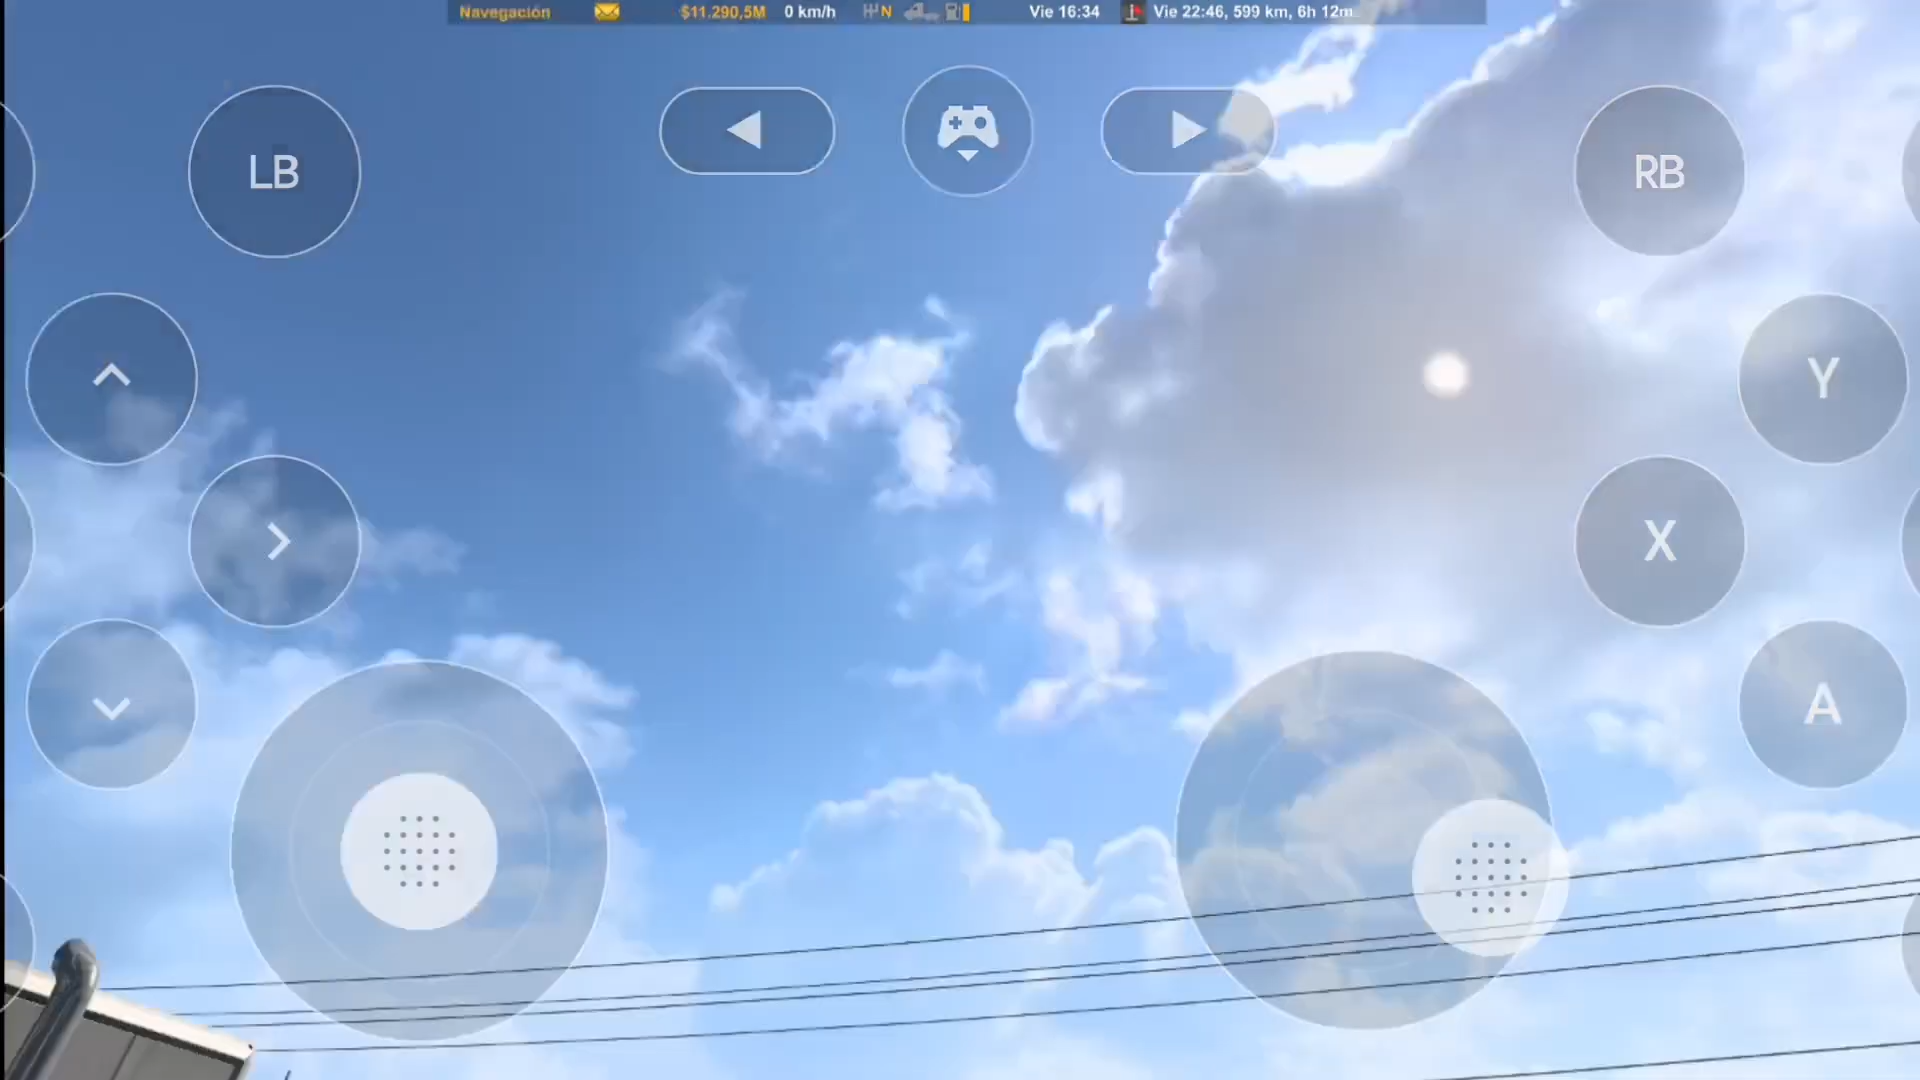 Navegación $11.290,5M 0 km/h N Vie 16:34 Vie 22:46, 599 km, 6h 12m
LB RB
Y
X
A